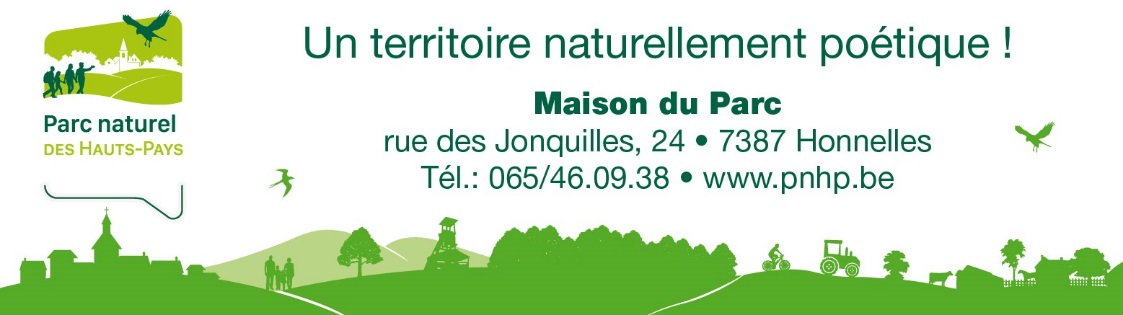 Parc naturel
DES HAUTS-PAYS
Un territoire naturellement poétique !
Maison du Parc
rue des Jonquilles, 24 • 7387 Honnelles
Tél.: 065/46.09.38 • www.pnhp.be